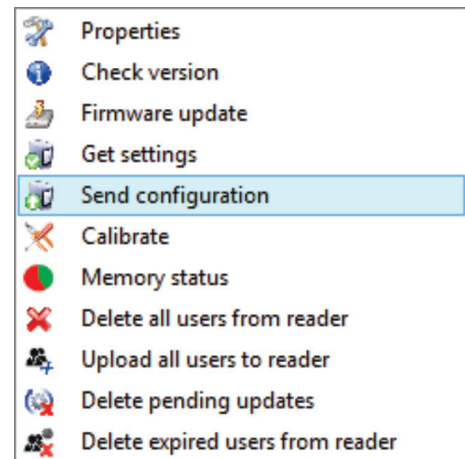 Properties
Check version
Firmware update
Get settings
Send configuration
Calibrate
Memory status
Delete all users from reader
Upload all users to reader
Delete pending updates
Delete expired users from reader